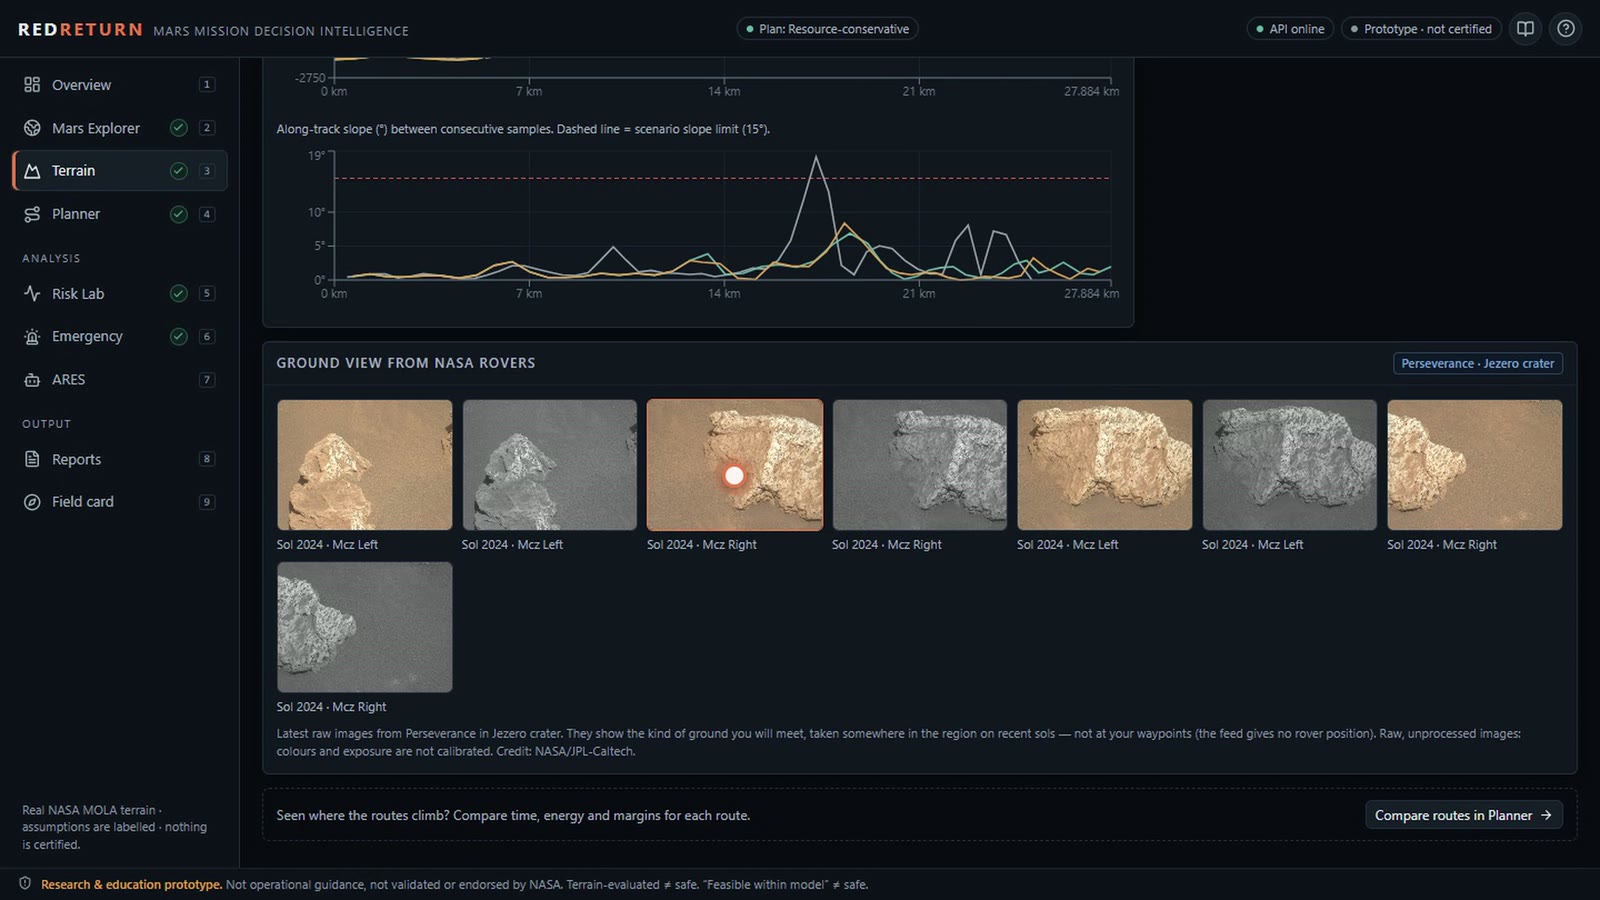 REDRETURN MARS MISSION DECISION INTELLIGENCE
Plan: Resource-conservative
API online
Prototype · not certified
Overview 1
Mars Explorer 2
Terrain 3
Planner 4
ANALYSIS
Risk Lab 5
Emergency 6
ARES 7
OUTPUT
Reports 8
Field card 9
Real NASA MOLA terrain ·
assumptions are labelled · nothing
is certified.
-2750
0 km 7 km 14 km 21 km 27.884 km
Along-track slope (°) between consecutive samples. Dashed line = scenario slope limit (15°).
19°
10°
5°
0°
0 km 7 km 14 km 21 km 27.884 km
GROUND VIEW FROM NASA ROVERS
Perseverance · Jezero crater
Sol 2024 · Mcz Left
Sol 2024 · Mcz Left
Sol 2024 · Mcz Right
Sol 2024 · Mcz Right
Sol 2024 · Mcz Left
Sol 2024 · Mcz Left
Sol 2024 · Mcz Right
Sol 2024 · Mcz Right
Latest raw images from Perseverance in Jezero crater. They show the kind of ground you will meet, taken somewhere in the region on recent sols — not at your waypoints (the feed gives no rover position). Raw, unprocessed images:
colours and exposure are not calibrated. Credit: NASA/JPL-Caltech.
Seen where the routes climb? Compare time, energy and margins for each route.
Compare routes in Planner →
Research & education prototype. Not operational guidance, not validated or endorsed by NASA. Terrain-evaluated ≠ safe. "Feasible within model" ≠ safe.